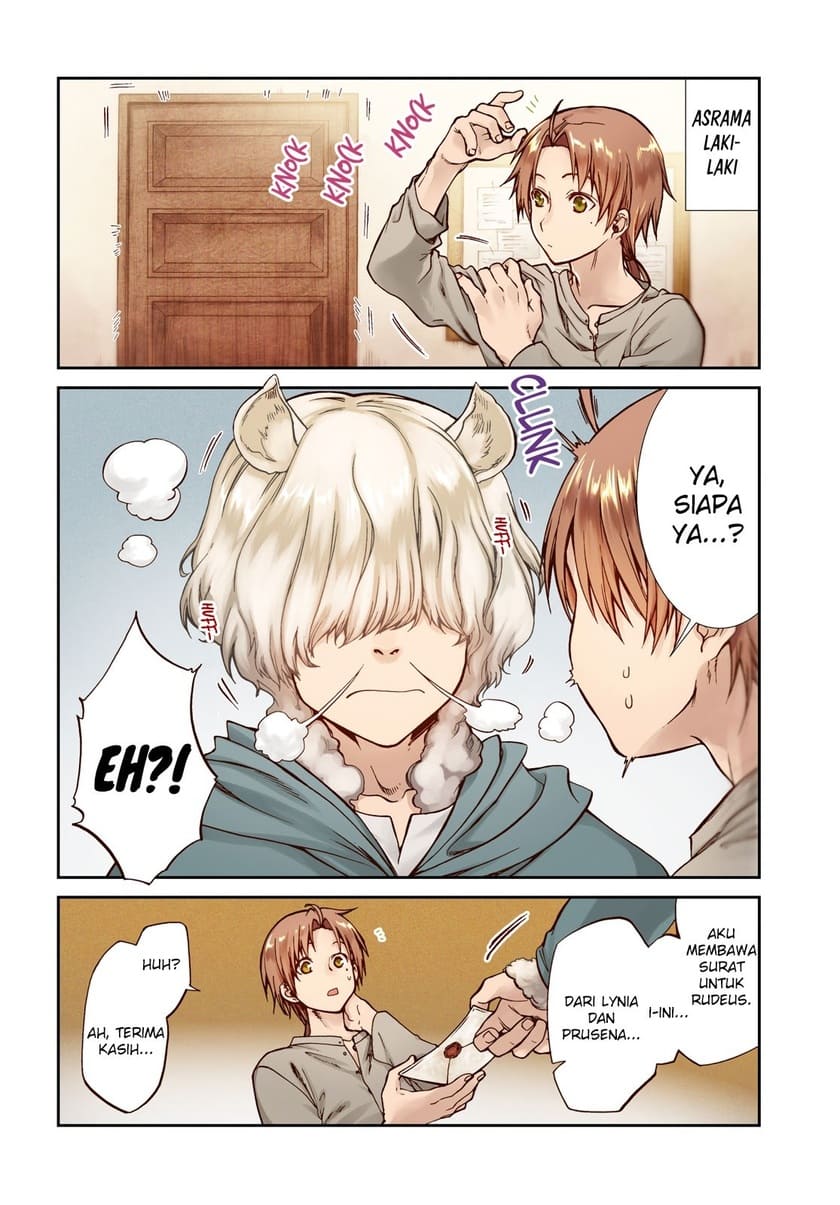 ASRAMA
LAKI-
LAKI
KNOCK
KNOCK
KNOCK
CLUNK
YA,
SIAPA
YA...?
HUFF-
HUFF-
EH?!
AKU
MEMBAWA
SURAT
UNTUK
RUDEUS.
I-INI...
DARI LYNIA
DAN
PRUSENA...
HUH?
AH, TERIMA
KASIH...